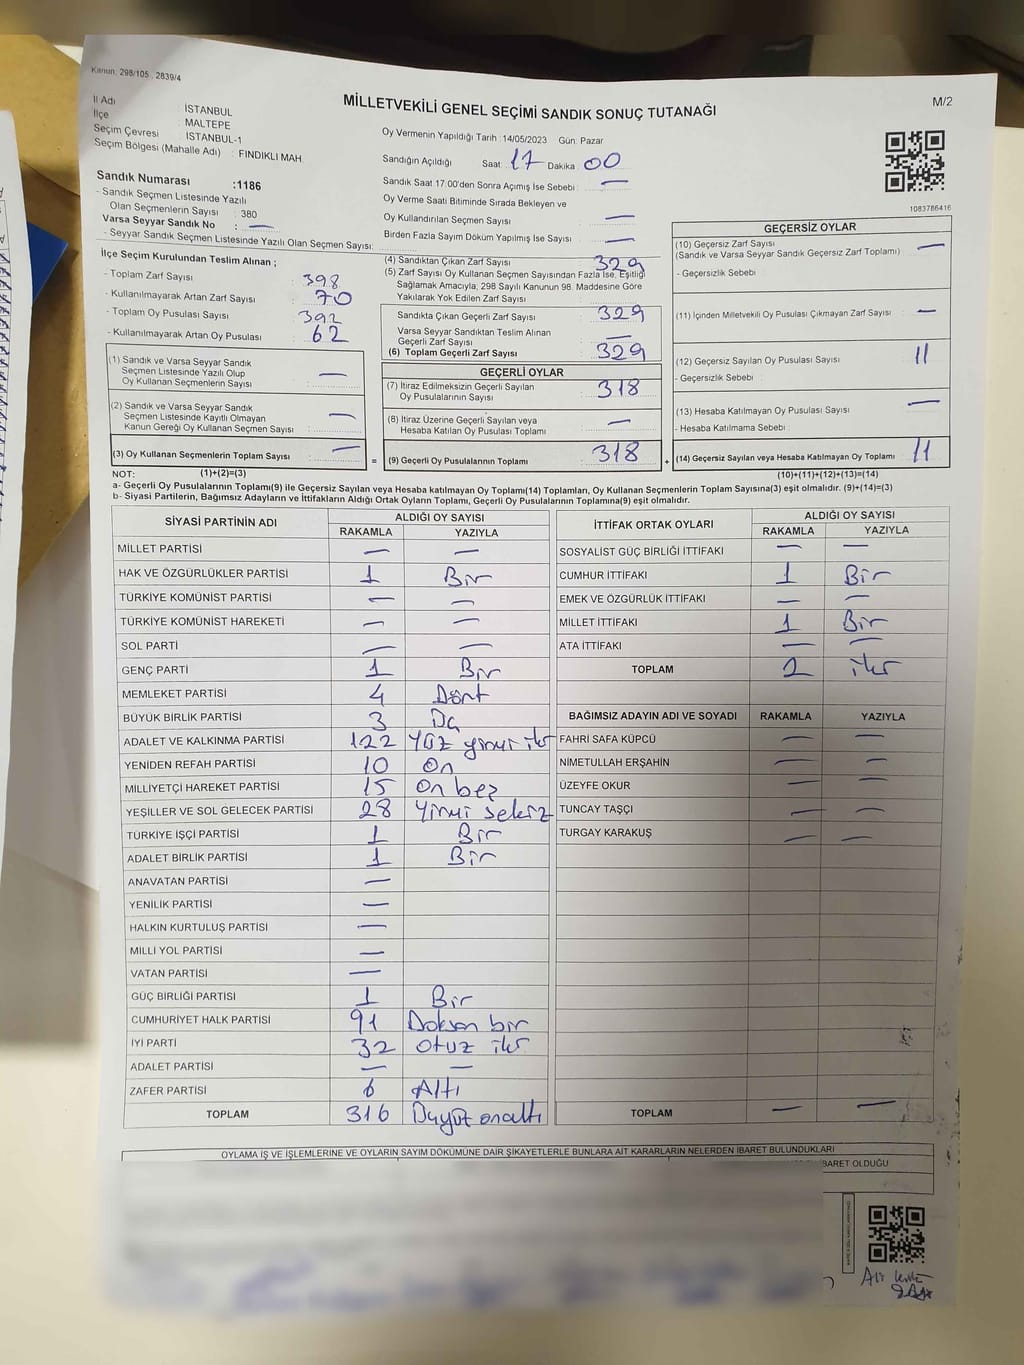 Kanun: 298/105 , 2839/4
MİLLETVEKİLİ GENEL SEÇİMİ SANDIK SONUÇ TUTANAĞI
M/2
İl Adı : İSTANBUL
İlçe : MALTEPE
Seçim Çevresi : İSTANBUL-1
Seçim Bölgesi (Mahalle Adı) : FINDIKLI MAH.
Sandık Numarası :1186
- Sandık Seçmen Listesinde Yazılı
Olan Seçmenlerin Sayısı : 380
Varsa Seyyar Sandık No : —
- Seyyar Sandık Seçmen Listesinde Yazılı Olan Seçmen Sayısı:
Oy Vermenin Yapıldığı Tarih :14/05/2023 Gün: Pazar
Sandığın Açıldığı Saat: 17 Dakika 00
Sandık Saat 17:00'den Sonra Açımış İse Sebebi : —
Oy Verme Saati Bitiminde Sırada Bekleyen ve
Oy Kullandırılan Seçmen Sayısı : —
Birden Fazla Sayım Döküm Yapılmış İse Sayısı : —
1083786416
İlçe Seçim Kurulundan Teslim Alınan ;
- Toplam Zarf Sayısı : 398
- Kullanılmayarak Artan Zarf Sayısı : 70
- Toplam Oy Pusulası Sayısı : 392
- Kullanılmayarak Artan Oy Pusulası : 62
(1) Sandık ve Varsa Seyyar Sandık
Seçmen Listesinde Yazılı Olup
Oy Kullanan Seçmenlerin Sayısı : —
(2) Sandık ve Varsa Seyyar Sandık
Seçmen Listesinde Kayıtlı Olmayan
Kanun Gereği Oy Kullanan Seçmen Sayısı : —
(3) Oy Kullanan Seçmenlerin Toplam Sayısı : —
(4) Sandıktan Çıkan Zarf Sayısı : 329
(5) Zarf Sayısı Oy Kullanan Seçmen Sayısından Fazla İse, Eşitliği
Sağlamak Amacıyla; 298 Sayılı Kanunun 98. Maddesine Göre
Yakılarak Yok Edilen Zarf Sayısı :
Sandıkta Çıkan Geçerli Zarf Sayısı : 329
Varsa Seyyar Sandıktan Teslim Alınan
Geçerli Zarf Sayısı : —
(6) Toplam Geçerli Zarf Sayısı : 329
GEÇERLİ OYLAR
(7) İtiraz Edilmeksizin Geçerli Sayılan
Oy Pusulalarının Sayısı : 318
(8) İtiraz Üzerine Geçerli Sayılan veya
Hesaba Katılan Oy Pusulası Toplamı : —
= (9) Geçerli Oy Pusulalarının Toplamı : 318
GEÇERSİZ OYLAR
(10) Geçersiz Zarf Sayısı : —
(Sandık ve Varsa Seyyar Sandık Geçersiz Zarf Toplamı)
- Geçersizlik Sebebi :
(11) İçinden Milletvekili Oy Pusulası Çıkmayan Zarf Sayısı : —
(12) Geçersiz Sayılan Oy Pusulası Sayısı : 11
- Geçersizlik Sebebi :
(13) Hesaba Katılmayan Oy Pusulası Sayısı : —
- Hesaba Katılmama Sebebi :
+ (14) Geçersiz Sayılan veya Hesaba Katılmayan Oy Toplamı : 11
NOT: (1)+(2)=(3) (10)+(11)+(12)+(13)=(14)
a- Geçerli Oy Pusulalarının Toplamı(9) ile Geçersiz Sayılan veya Hesaba katılmayan Oy Toplamı(14) Toplamları, Oy Kullanan Seçmenlerin Toplam Sayısına(3) eşit olmalıdır. (9)+(14)=(3)
b- Siyasi Partilerin, Bağımsız Adayların ve İttifakların Aldığı Ortak Oyların Toplamı, Geçerli Oy Pusulalarının Toplamına(9) eşit olmalıdır.
SİYASİ PARTİNİN ADI ALDIĞI OY SAYISI
RAKAMLA YAZIYLA
MİLLET PARTİSİ — —
HAK VE ÖZGÜRLÜKLER PARTİSİ 1 Bir
TÜRKİYE KOMÜNİST PARTİSİ — —
TÜRKİYE KOMÜNİST HAREKETİ — —
SOL PARTİ — —
GENÇ PARTİ 1 Bir
MEMLEKET PARTİSİ 4 Dört
BÜYÜK BİRLİK PARTİSİ 3 Üç
ADALET VE KALKINMA PARTİSİ 122 Yüz yirmi iki
YENİDEN REFAH PARTİSİ 10 On
MİLLİYETÇİ HAREKET PARTİSİ 15 On beş
YEŞİLLER VE SOL GELECEK PARTİSİ 28 Yirmi sekiz
TÜRKİYE İŞÇİ PARTİSİ 1 Bir
ADALET BİRLİK PARTİSİ 1 Bir
ANAVATAN PARTİSİ —
YENİLİK PARTİSİ —
HALKIN KURTULUŞ PARTİSİ —
MİLLİ YOL PARTİSİ —
VATAN PARTİSİ —
GÜÇ BİRLİĞİ PARTİSİ 1 Bir
CUMHURİYET HALK PARTİSİ 91 Doksan bir
İYİ PARTİ 32 Otuz iki
ADALET PARTİSİ — —
ZAFER PARTİSİ 6 Altı
TOPLAM 316 Üçyüz onaltı
İTTİFAK ORTAK OYLARI ALDIĞI OY SAYISI
RAKAMLA YAZIYLA
SOSYALİST GÜÇ BİRLİĞİ İTTİFAKI — —
CUMHUR İTTİFAKI 1 Bir
EMEK VE ÖZGÜRLÜK İTTİFAKI — —
MİLLET İTTİFAKI 1 Bir
ATA İTTİFAKI — —
TOPLAM 2 iki
BAĞIMSIZ ADAYIN ADI VE SOYADI RAKAMLA YAZIYLA
FAHRİ SAFA KÜPCÜ — —
NİMETULLAH ERŞAHİN — —
ÜZEYFE OKUR — —
TUNCAY TAŞÇI — —
TURGAY KARAKUŞ — —
TOPLAM — —
OYLAMA İŞ VE İŞLEMLERİNE VE OYLARIN SAYIM DÖKÜMÜNE DAİR ŞİKAYETLERLE BUNLARA AİT KARARLARIN NELERDEN İBARET BULUNDUKLARI
İBARET OLDUĞU